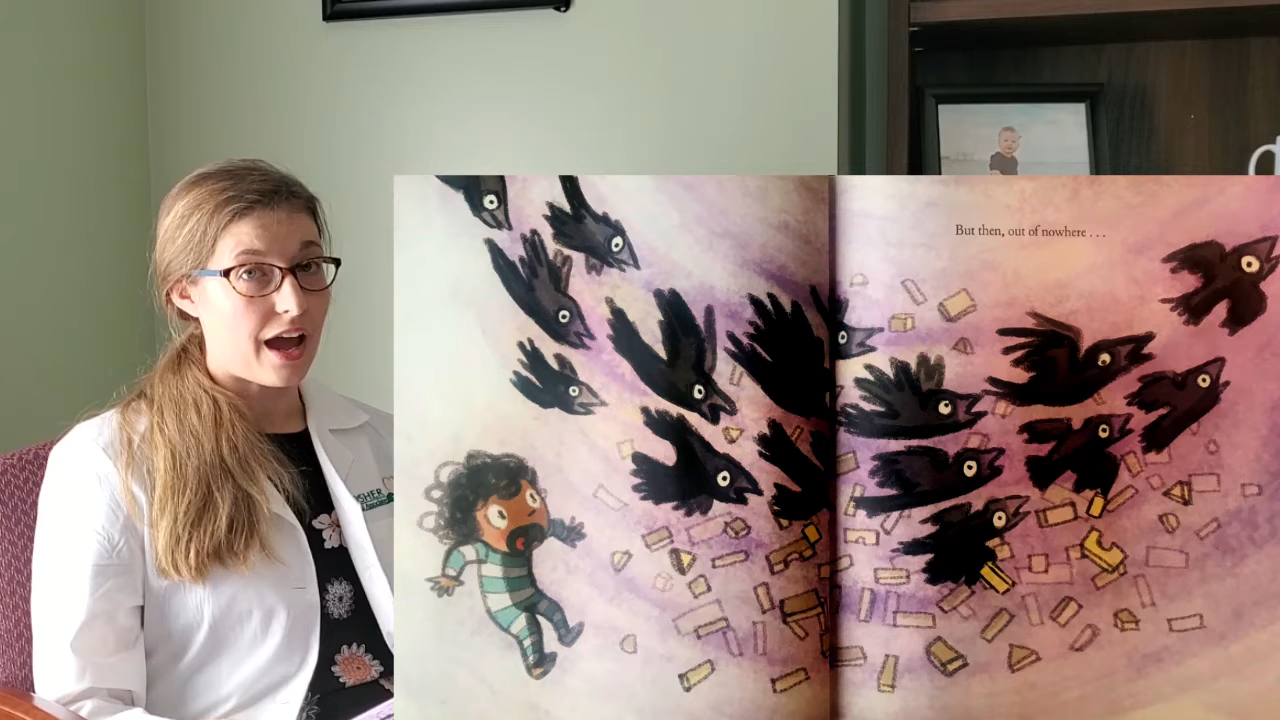 But then, out of nowhere . . .